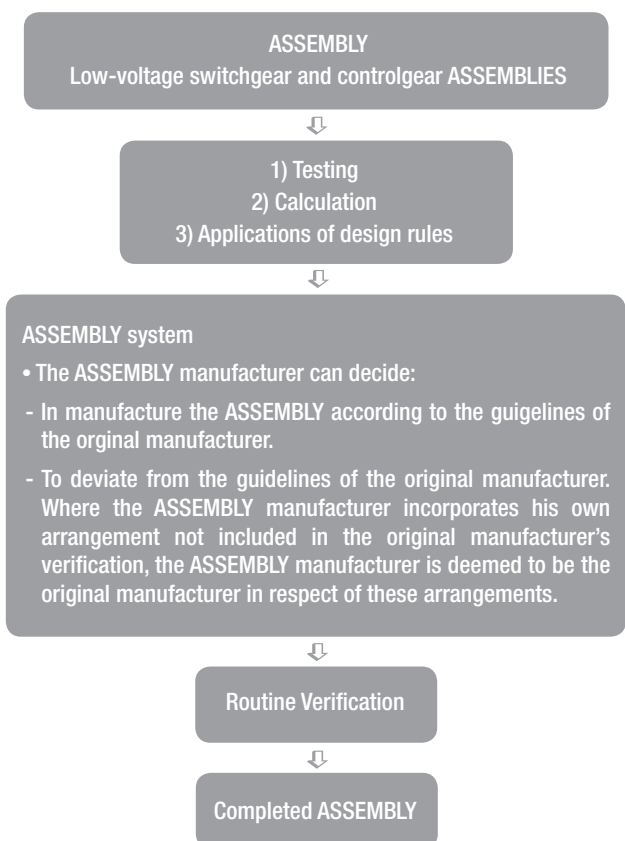 ASSEMBLY
Low-voltage switchgear and controlgear ASSEMBLIES
1) Testing
2) Calculation
3) Applications of design rules
ASSEMBLY system
• The ASSEMBLY manufacturer can decide:
- In manufacture the ASSEMBLY according to the guigelines of
the orginal manufacturer.
- To deviate from the guidelines of the original manufacturer.
Where the ASSEMBLY manufacturer incorporates his own
arrangement not included in the original manufacturer's
verification, the ASSEMBLY manufacturer is deemed to be the
original manufacturer in respect of these arrangements.
Routine Verification
Completed ASSEMBLY